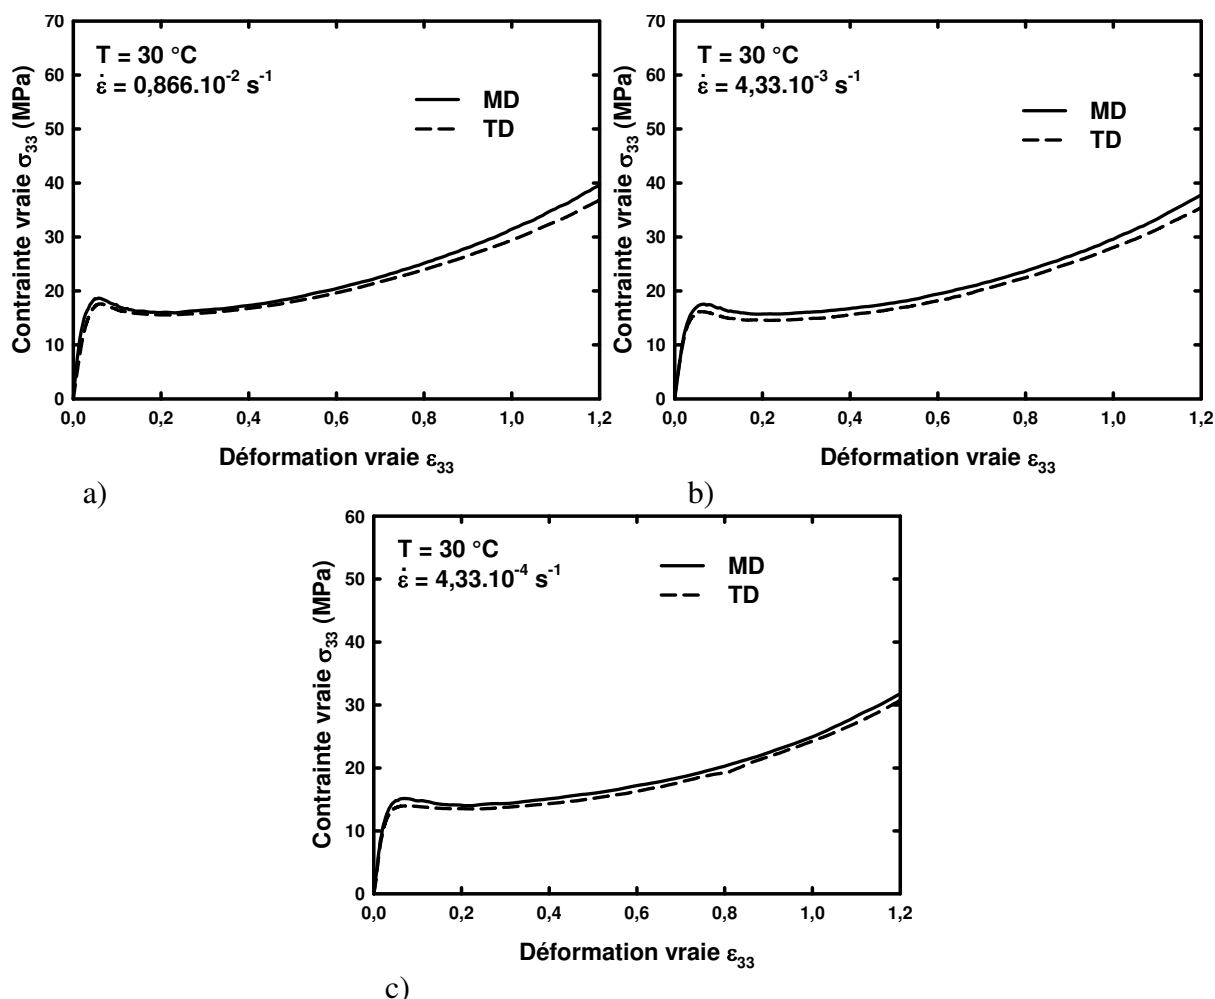 T = 30 °C
ε̇ = 0,866.10⁻² s⁻¹
MD
TD
70
60
50
40
30
20
10
0
0,0 0,2 0,4 0,6 0,8 1,0 1,2
Contrainte vraie σ₃₃ (MPa)
Déformation vraie ε₃₃
a)
T = 30 °C
ε̇ = 4,33.10⁻³ s⁻¹
MD
TD
70
60
50
40
30
20
10
0
0,0 0,2 0,4 0,6 0,8 1,0 1,2
Contrainte vraie σ₃₃ (MPa)
Déformation vraie ε₃₃
b)
T = 30 °C
ε̇ = 4,33.10⁻⁴ s⁻¹
MD
TD
60
50
40
30
20
10
0
0,0 0,2 0,4 0,6 0,8 1,0 1,2
Contrainte vraie σ₃₃ (MPa)
Déformation vraie ε₃₃
c)